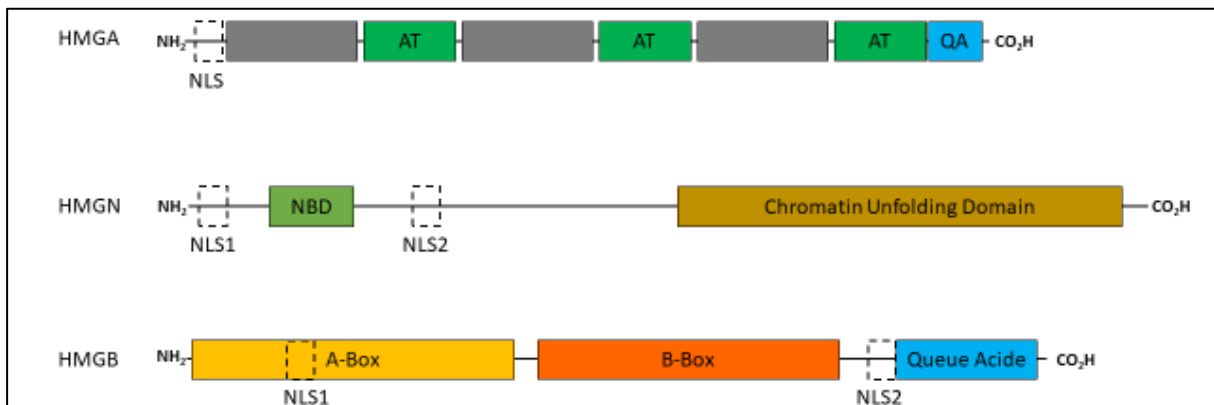 HMGA NH₂ AT AT AT QA CO₂H
NLS
HMGN NH₂ NBD Chromatin Unfolding Domain CO₂H
NLS1 NLS2
HMGB NH₂ A-Box B-Box Queue Acide CO₂H
NLS1 NLS2